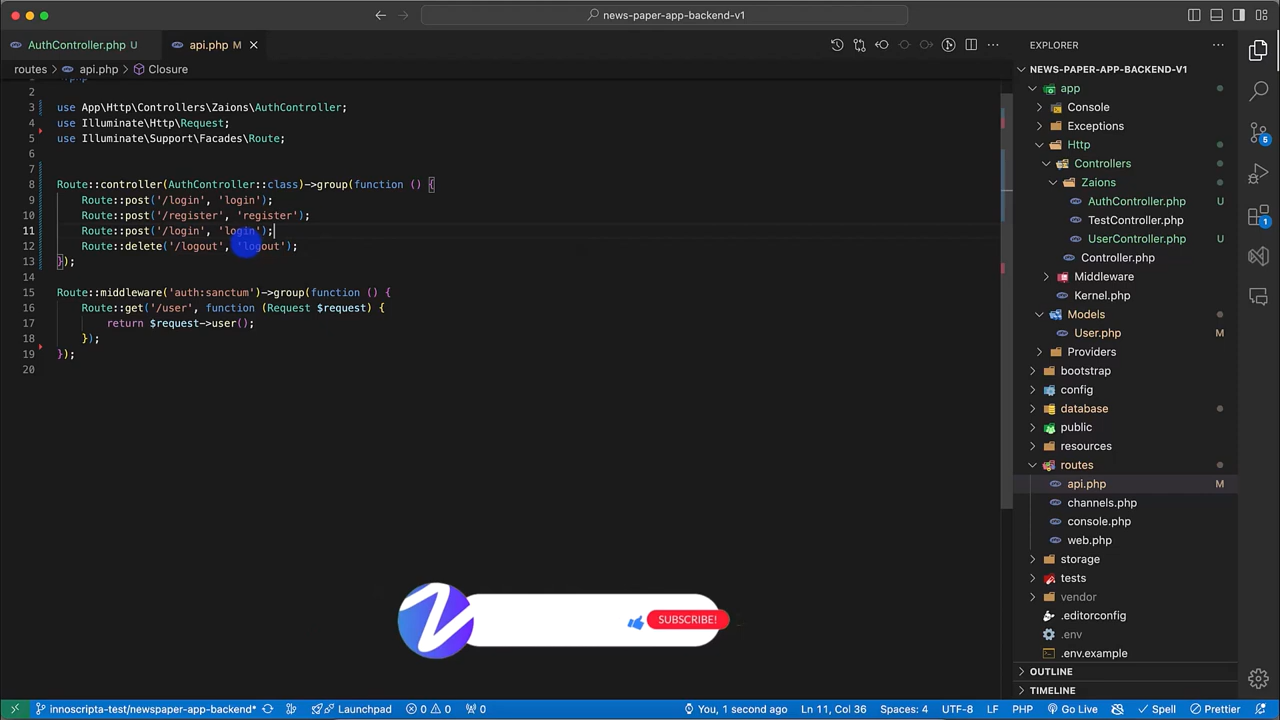 news-paper-app-backend-v1
AuthController.php U
api.php M
routes > api.php > Closure
2
3 use App\Http\Controllers\Zaions\AuthController;
4 use Illuminate\Http\Request;
5 use Illuminate\Support\Facades\Route;
6
7
8 Route::controller(AuthController::class)->group(function () {
9 Route::post('/login', 'login');
10 Route::post('/register', 'register');
11 Route::post('/login', 'login');
12 Route::delete('/logout', 'logout');
13 });
14
15 Route::middleware('auth:sanctum')->group(function () {
16 Route::get('/user', function (Request $request) {
17 return $request->user();
18 });
19 });
20
SUBSCRIBE!
EXPLORER
NEWS-PAPER-APP-BACKEND-V1
app
Console
Exceptions
Http
Controllers
Zaions
AuthController.php U
TestController.php
UserController.php U
Controller.php
Middleware
Kernel.php
Models
User.php M
Providers
bootstrap
config
database
public
resources
routes
api.php M
channels.php
console.php
web.php
storage
tests
vendor
.editorconfig
.env
.env.example
OUTLINE
TIMELINE
5
1
innoscripta-test/newspaper-app-backend* Launchpad 0 0 0 You, 1 second ago Ln 11, Col 36 Spaces: 4 UTF-8 LF PHP Go Live Spell Prettier